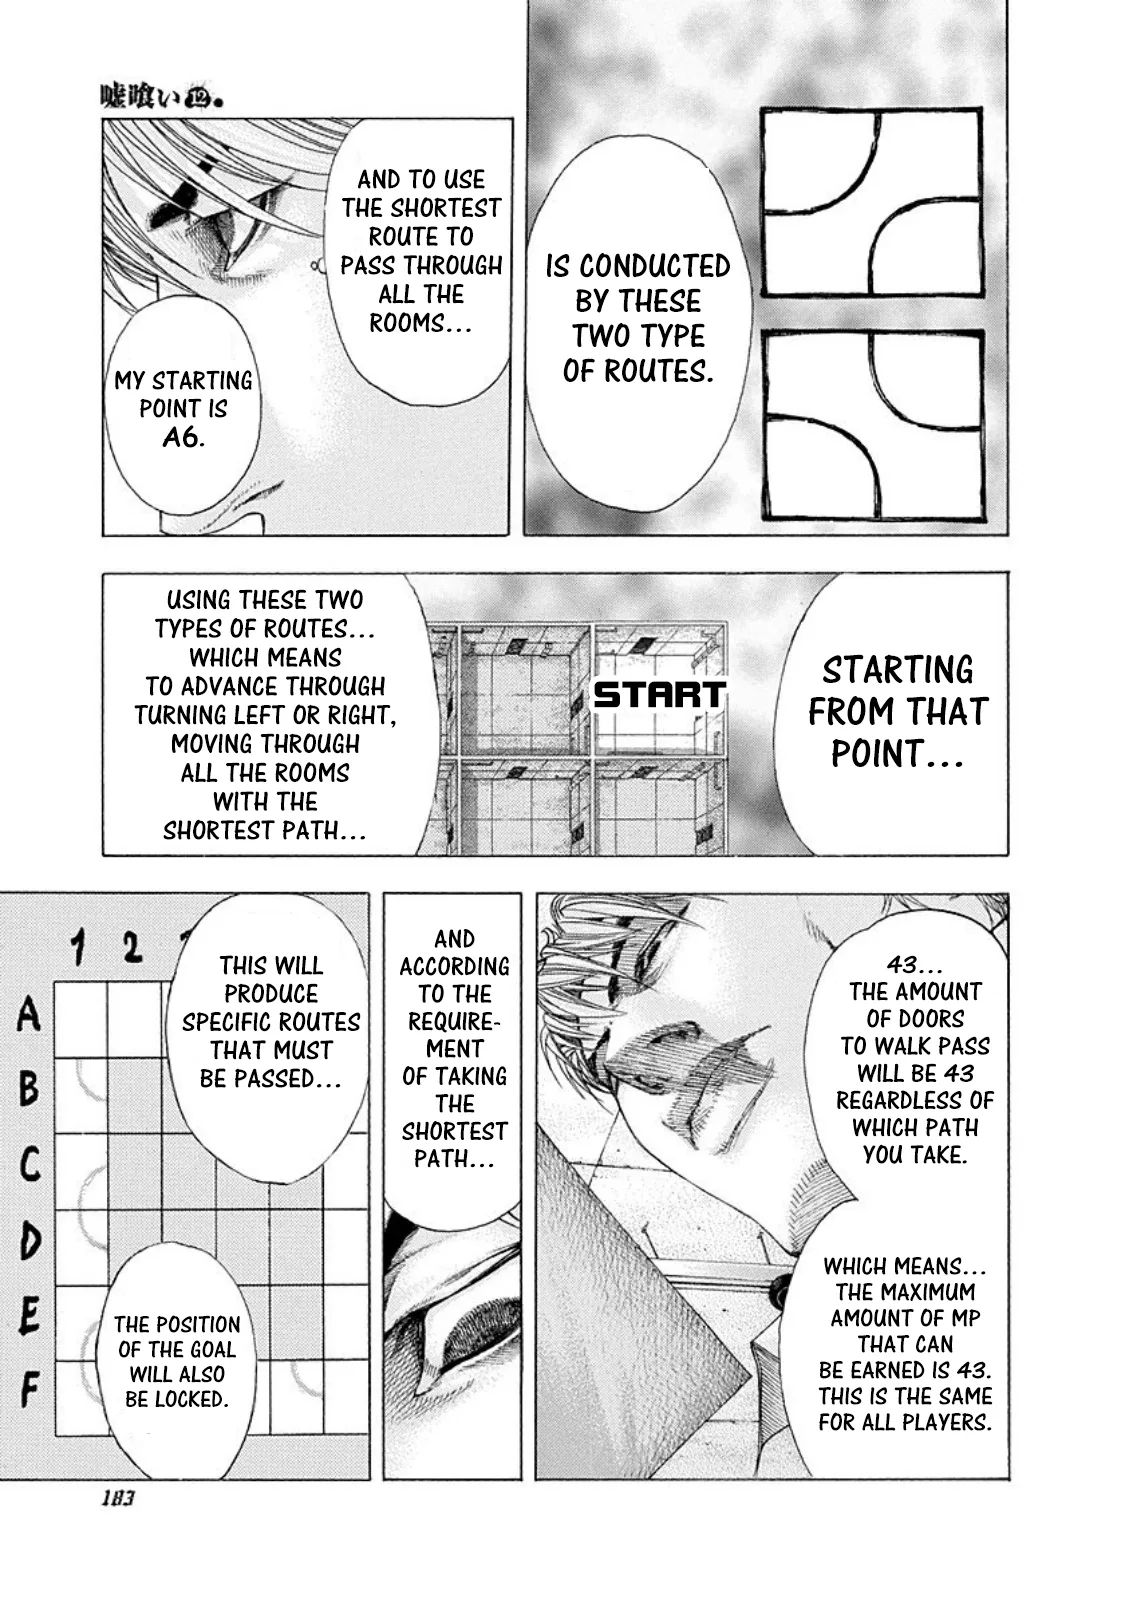 嘘喰い 12
IS CONDUCTED
BY THESE
TWO TYPE
OF ROUTES.
AND TO USE
THE SHORTEST
ROUTE TO
PASS THROUGH
ALL THE
ROOMS...
MY STARTING
POINT IS
A6.
STARTING
FROM THAT
POINT...
START
USING THESE TWO
TYPES OF ROUTES...
WHICH MEANS
TO ADVANCE THROUGH
TURNING LEFT OR RIGHT,
MOVING THROUGH
ALL THE ROOMS
WITH THE
SHORTEST PATH...
43...
THE AMOUNT
OF DOORS
TO WALK PASS
WILL BE 43
REGARDLESS OF
WHICH PATH
YOU TAKE.
WHICH MEANS...
THE MAXIMUM
AMOUNT OF MP
THAT CAN
BE EARNED IS 43.
THIS IS THE SAME
FOR ALL PLAYERS.
AND
ACCORDING
TO THE
REQUIRE-
MENT
OF TAKING
THE
SHORTEST
PATH...
THIS WILL
PRODUCE
SPECIFIC ROUTES
THAT MUST
BE PASSED...
THE POSITION
OF THE GOAL
WILL ALSO
BE LOCKED.
1 2
A
B
C
D
E
F
183